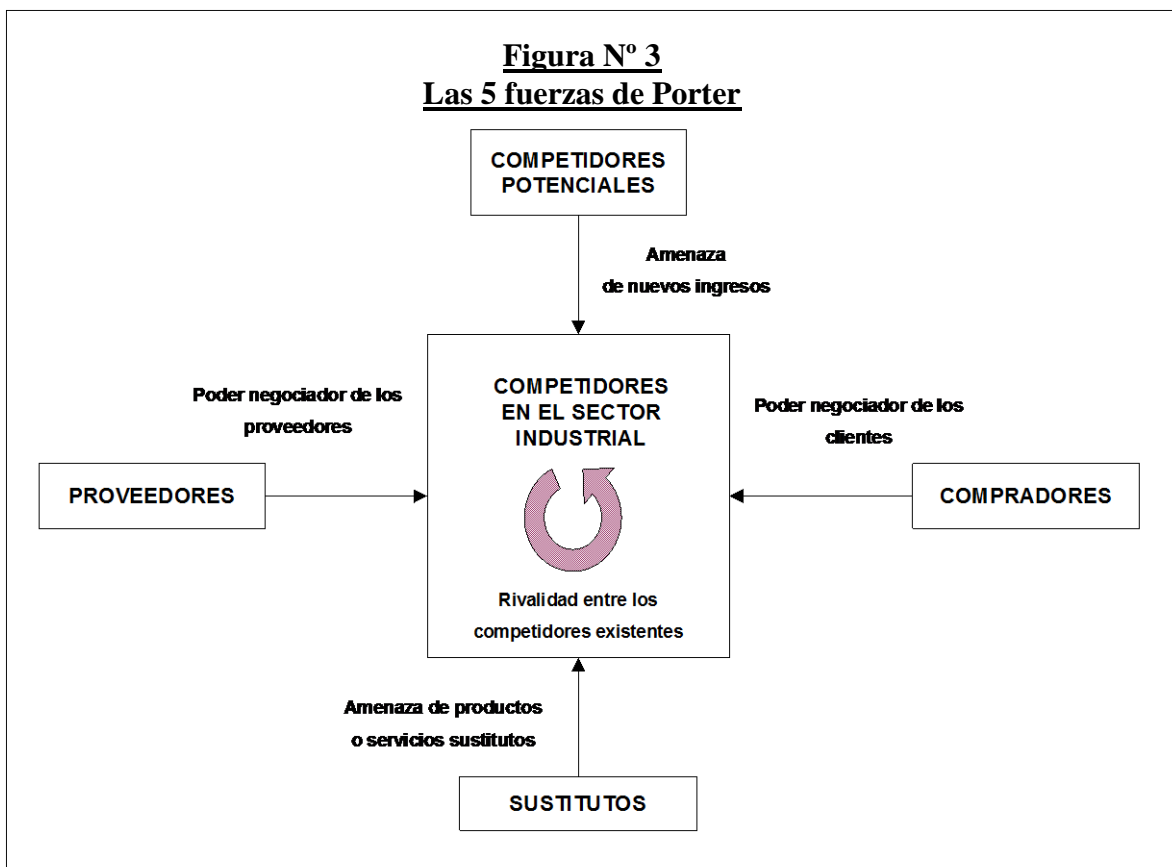 Figura Nº 3
Las 5 fuerzas de Porter
COMPETIDORES
POTENCIALES
Amenaza
de nuevos ingresos
Poder negociador de los
proveedores
COMPETIDORES
EN EL SECTOR
INDUSTRIAL
Poder negociador de los
clientes
PROVEEDORES
COMPRADORES
Rivalidad entre los
competidores existentes
Amenaza de productos
o servicios sustitutos
SUSTITUTOS